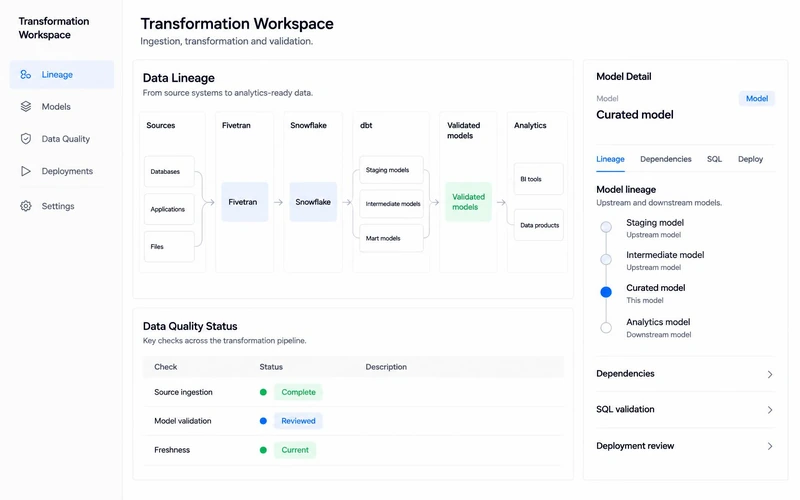 Transformation
Workspace
Lineage
Models
Data Quality
Deployments
Settings
Transformation Workspace
Ingestion, transformation and validation.
Data Lineage
From source systems to analytics-ready data.
Sources
Fivetran
Snowflake
dbt
Validated
models
Analytics
Databases
Applications
Files
Fivetran
Snowflake
Staging models
Intermediate models
Mart models
Validated
models
BI tools
Data products
Data Quality Status
Key checks across the transformation pipeline.
Check Status Description
Source ingestion Complete
Model validation Reviewed
Freshness Current
Model Detail
Model Model
Curated model
Lineage Dependencies SQL Deploy
Model lineage
Upstream and downstream models.
Staging model
Upstream model
Intermediate model
Upstream model
Curated model
This model
Analytics model
Downstream model
Dependencies
SQL validation
Deployment review